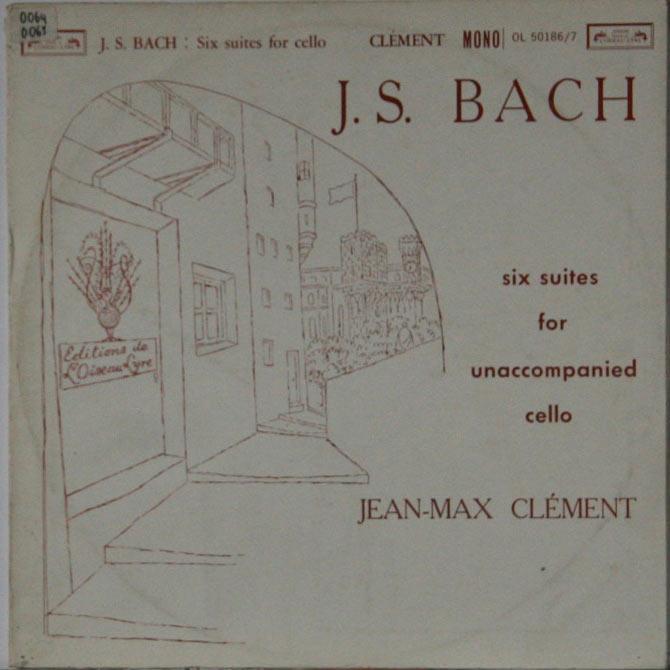 0064
0065
J. S. BACH : Six suites for cello CLÉMENT MONO OL 50186/7
J. S. BACH
six suites
for
unaccompanied
cello
Editions de
L'Oiseau-Lyre
JEAN-MAX CLÉMENT